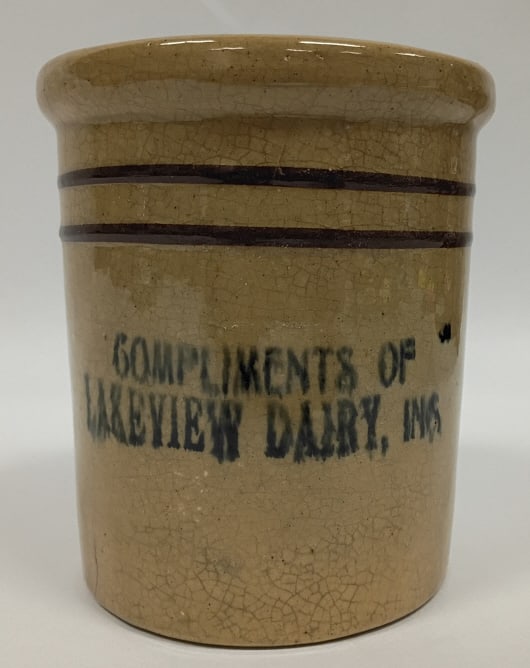 COMPLIMENTS OF
LAKEVIEW DAIRY, INC.